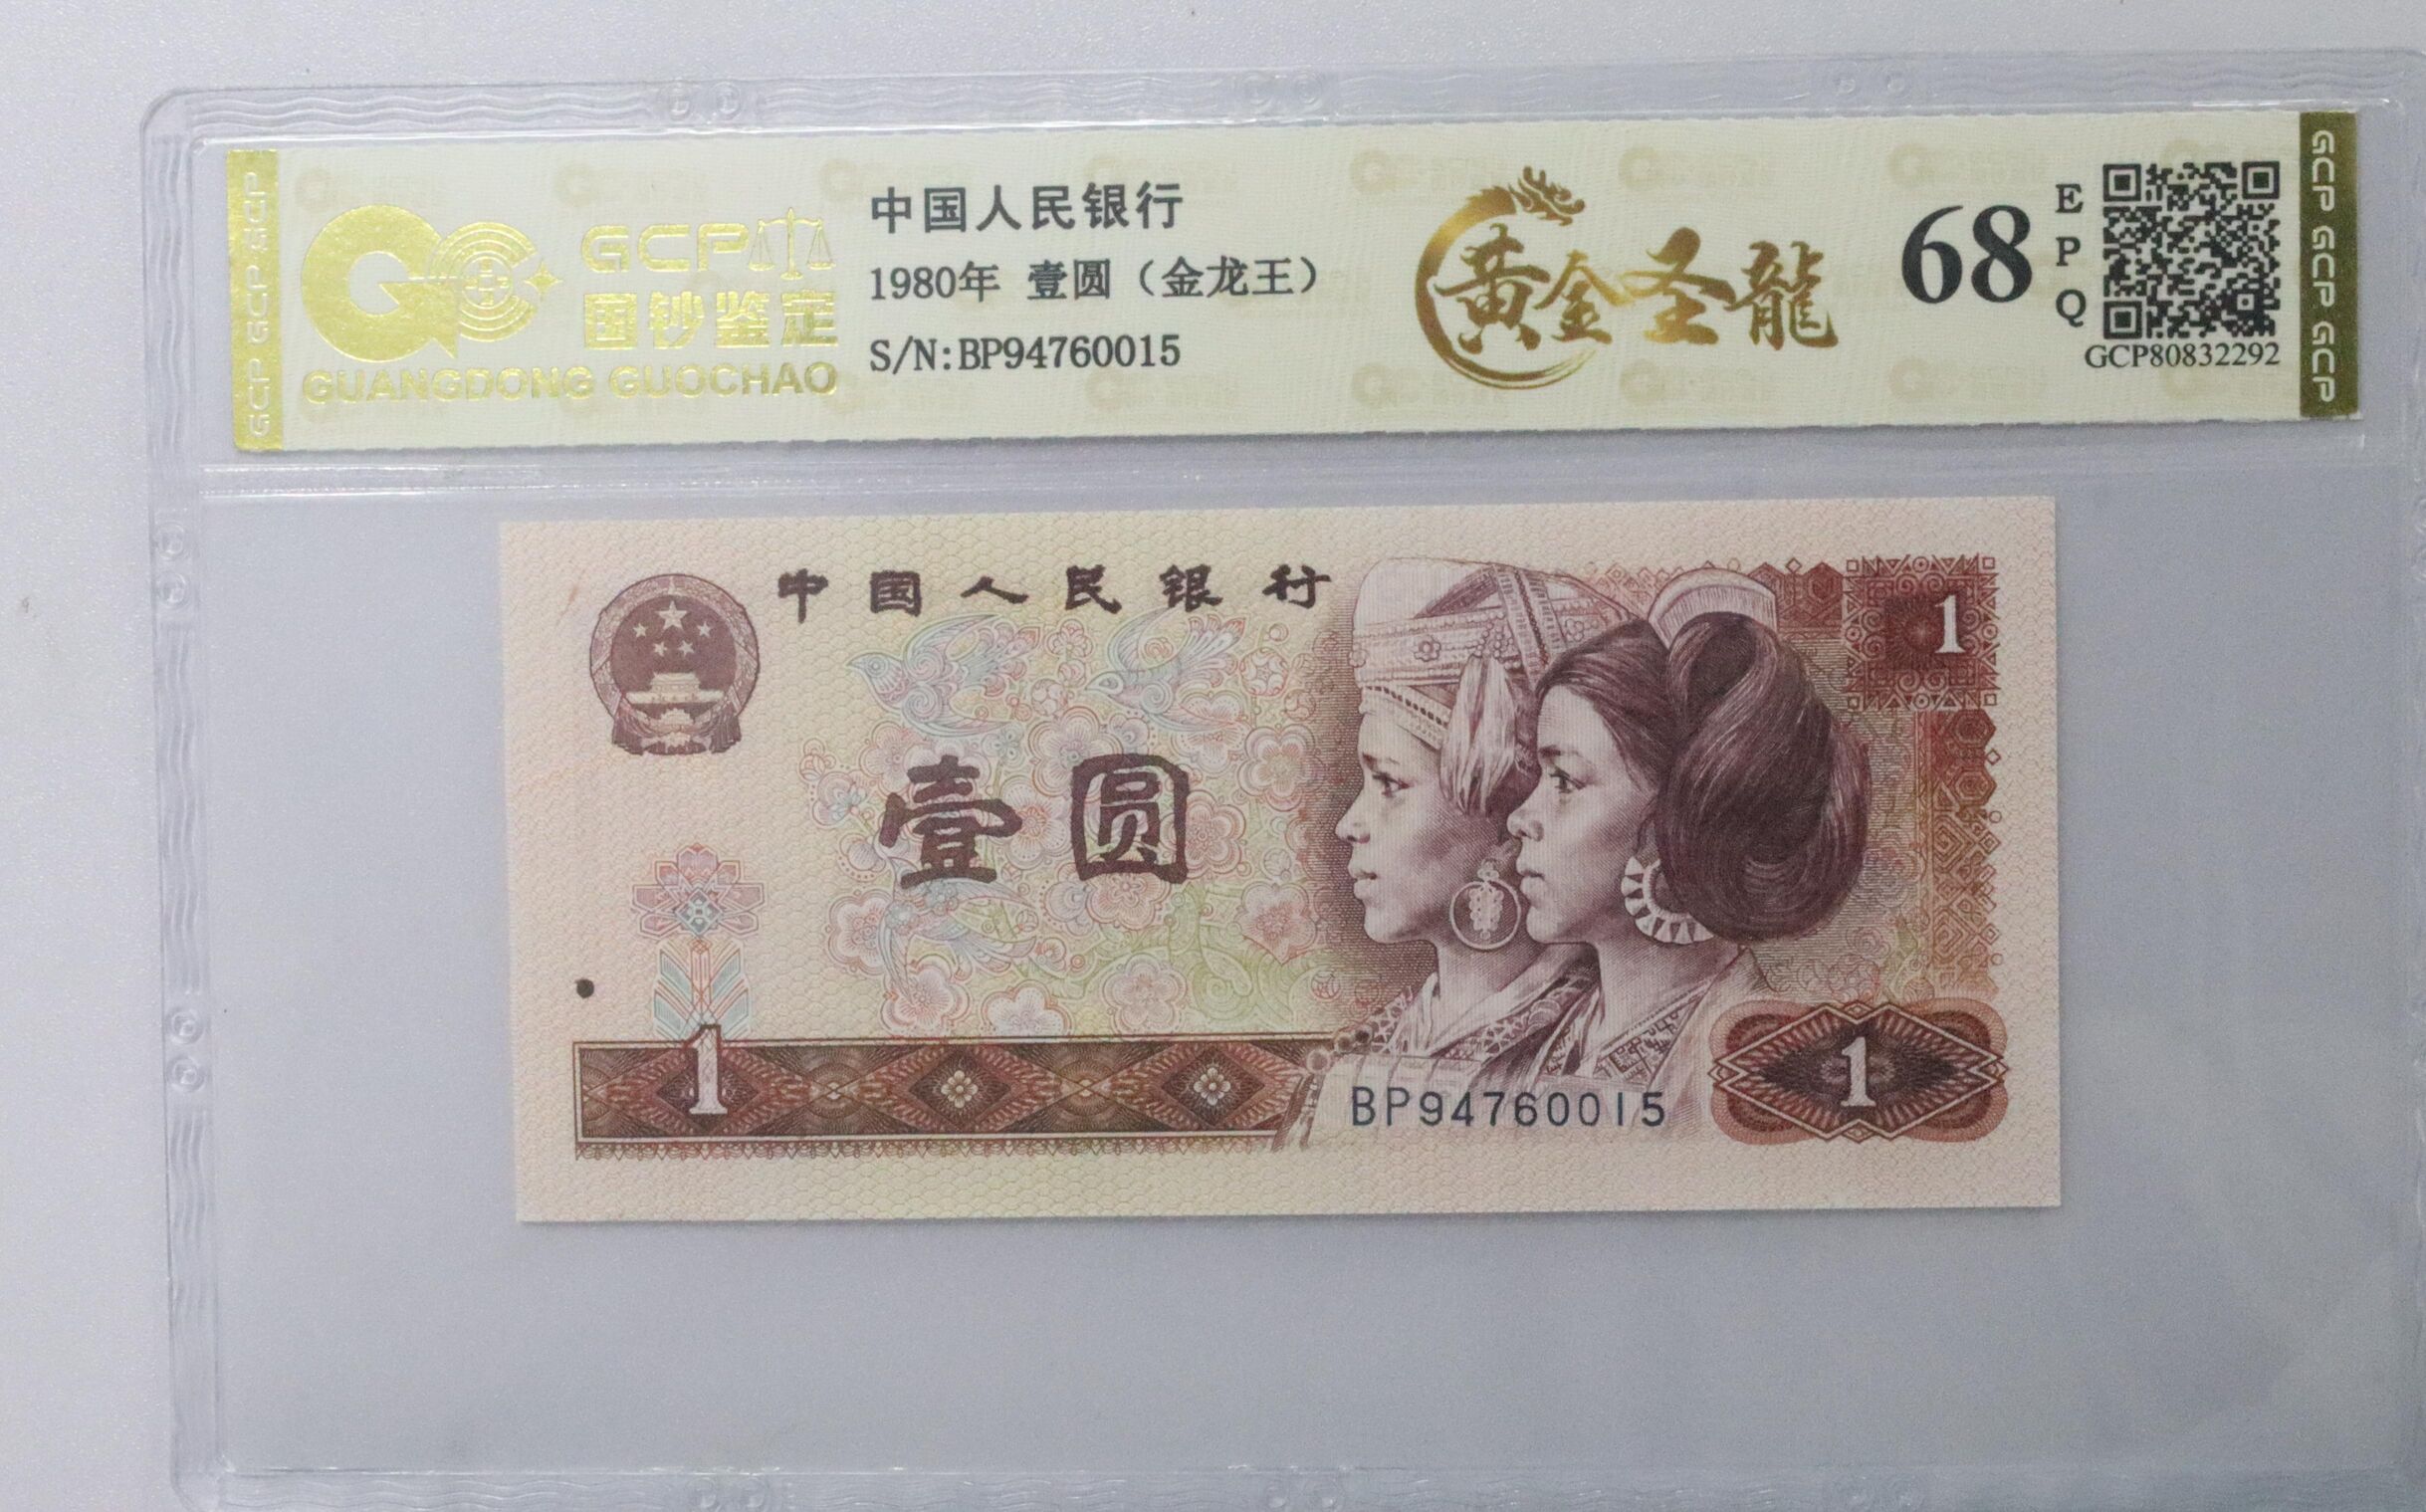 GCP GCP GCP GCP
GCP
国钞鉴定
GUANGDONG GUOCHAO
中国人民银行
1980年 壹圆（金龙王）
S/N:BP94760015
黄金圣龍
68
E
P
Q
GCP80832292
GCP GCP GCP
中国人民银行
1
壹圆
1
BP94760015
1